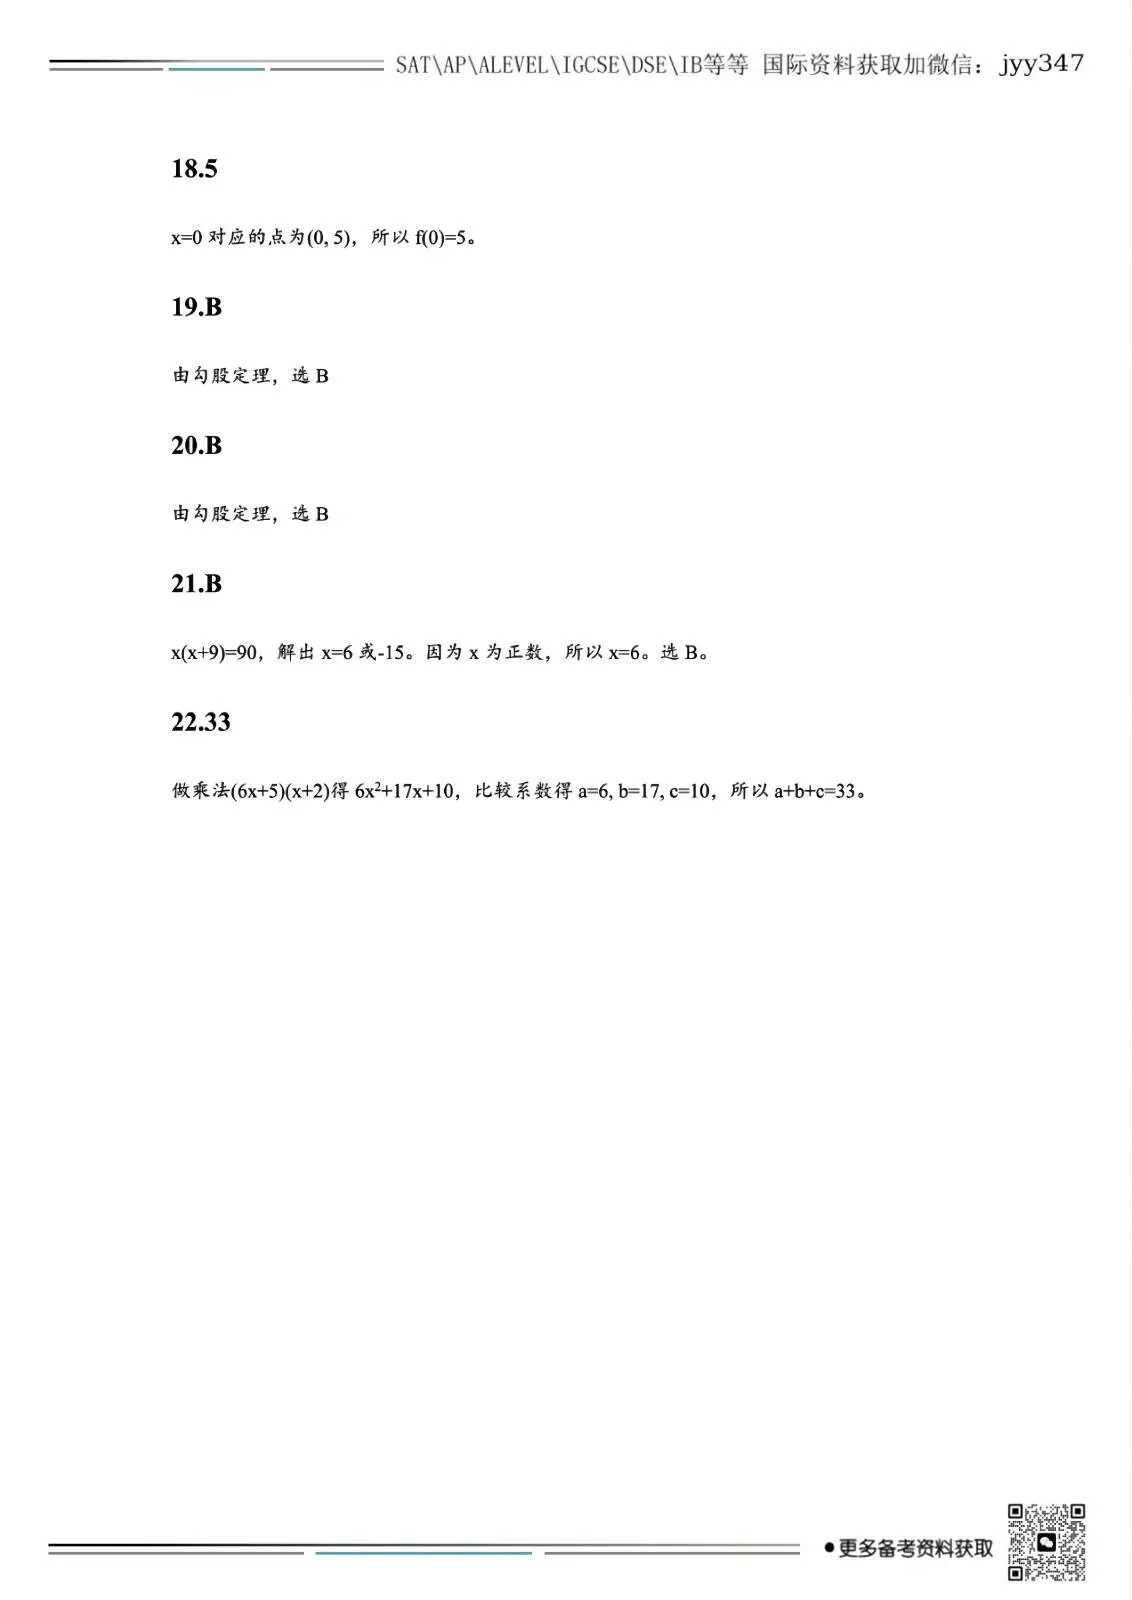 SAT\AP\ALEVEL\IGCSE\DSE\IB等等 国际资料获取加微信：jyy347
18.5
x=0 对应的点为(0, 5)，所以 f(0)=5。
19.B
由勾股定理，选 B
20.B
由勾股定理，选 B
21.B
x(x+9)=90，解出 x=6 或-15。因为 x 为正数，所以 x=6。选 B。
22.33
做乘法(6x+5)(x+2)得 6x²+17x+10，比较系数得 a=6, b=17, c=10，所以 a+b+c=33。
●更多备考资料获取